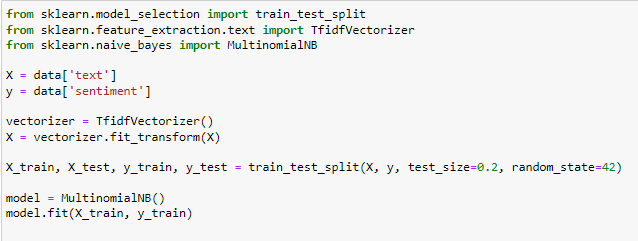 from sklearn.model_selection import train_test_split
from sklearn.feature_extraction.text import TfidfVectorizer
from sklearn.naive_bayes import MultinomialNB
X = data['text']
y = data['sentiment']
vectorizer = TfidfVectorizer()
X = vectorizer.fit_transform(X)
X_train, X_test, y_train, y_test = train_test_split(X, y, test_size=0.2, random_state=42)
model = MultinomialNB()
model.fit(X_train, y_train)